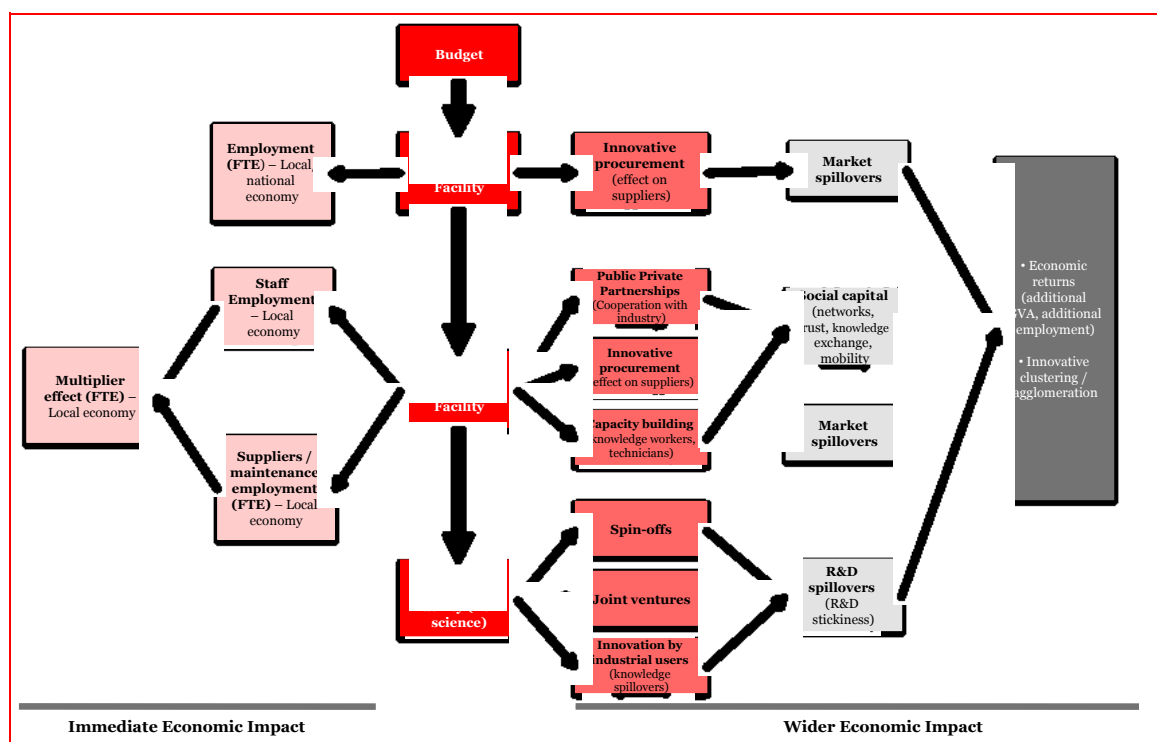 Budget
Employment
(FTE) – Local,
national
economy
Facility
Innovative
procurement
(effect on
suppliers)
Market
spillovers
Staff
Employment
– Local
economy
Public Private
Partnerships
(Cooperation with
industry)
Social capital
(networks,
trust, knowledge
exchange,
mobility
• Economic
returns
(additional
GVA, additional
employment)
• Innovative
clustering /
agglomeration
Multiplier
effect (FTE) –
Local economy
Facility
Innovative
procurement
(effect on suppliers)
Capacity building
(knowledge workers,
technicians)
Market
spillovers
Suppliers /
maintenance
employment
(FTE) – Local
economy
Spin-offs
Joint ventures
Innovation by
industrial users
(knowledge
spillovers)
science)
R&D
spillovers
(R&D
stickiness)
Immediate Economic Impact
Wider Economic Impact